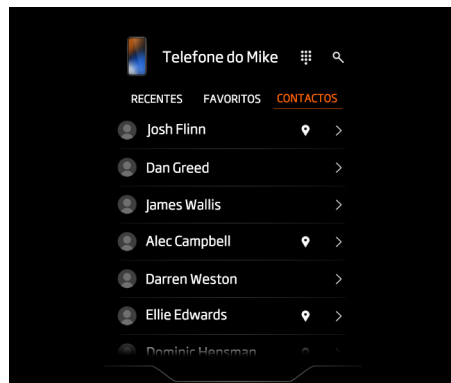 Telefone do Mike
RECENTES FAVORITOS CONTACTOS
Josh Flinn
Dan Greed
James Wallis
Alec Campbell
Darren Weston
Ellie Edwards
Dominic Hensman